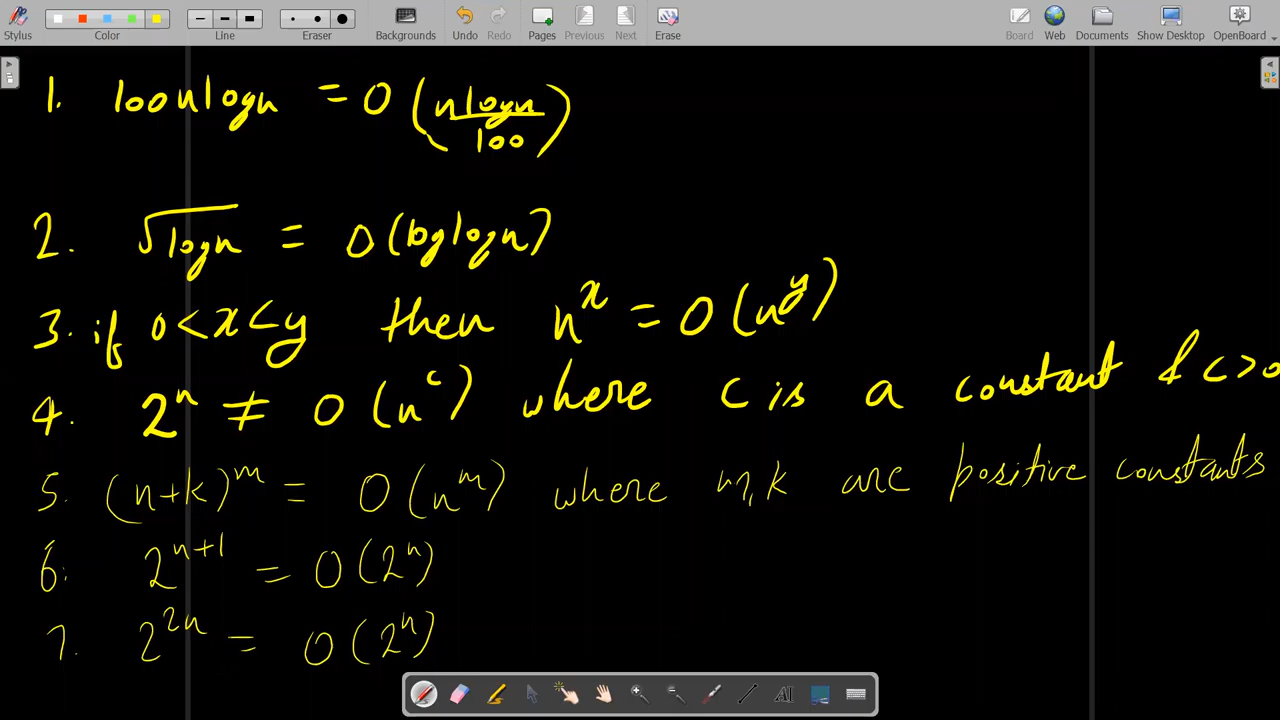 Stylus Color Line Eraser Backgrounds Undo Redo Pages Previous Next Erase Board Web Documents Show Desktop OpenBoard
1. 100nlogn = O(nlogn/100)
2. √logn = O(loglogn)
3. if 0<x<y then n^x = O(n^y)
4. 2^n ≠ O(n^c) where c is a constant & c>0
5. (n+k)^m = O(n^m) where m,k are positive constants
6. 2^(n+1) = O(2^n)
7. 2^(2n) = O(2^n)
AI